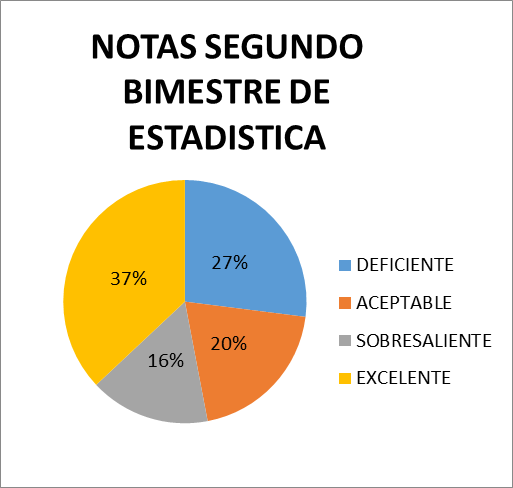 NOTAS SEGUNDO
BIMESTRE DE
ESTADISTICA
27%
37%
20%
16%
DEFICIENTE
ACEPTABLE
SOBRESALIENTE
EXCELENTE